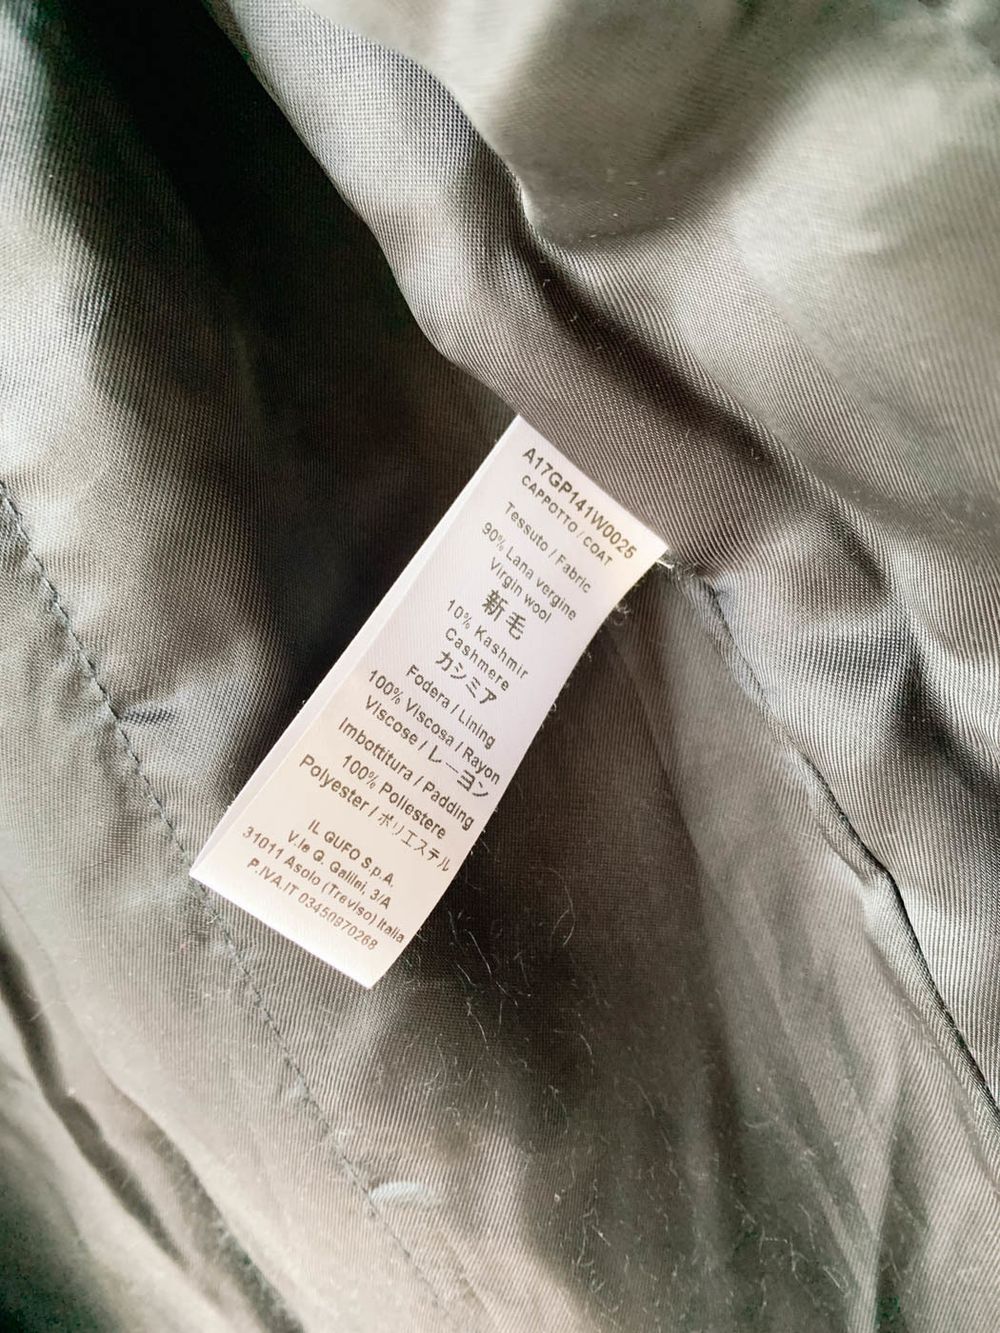 A17GP141W0025
CAPPOTTO / COAT
Tessuto / Fabric
90% Lana vergine
Virgin wool
新毛
10% Kashmir
Cashmere
カシミア
Fodera / Lining
100% Viscosa / Rayon
Viscose / レーヨン
Imbottitura / Padding
100% Poliestere
Polyester / ポリエステル
IL GUFO S.p.A.
V.le G. Galilei, 3/A
31011 Asolo (Treviso) Italia
P.IVA.IT 03450870268